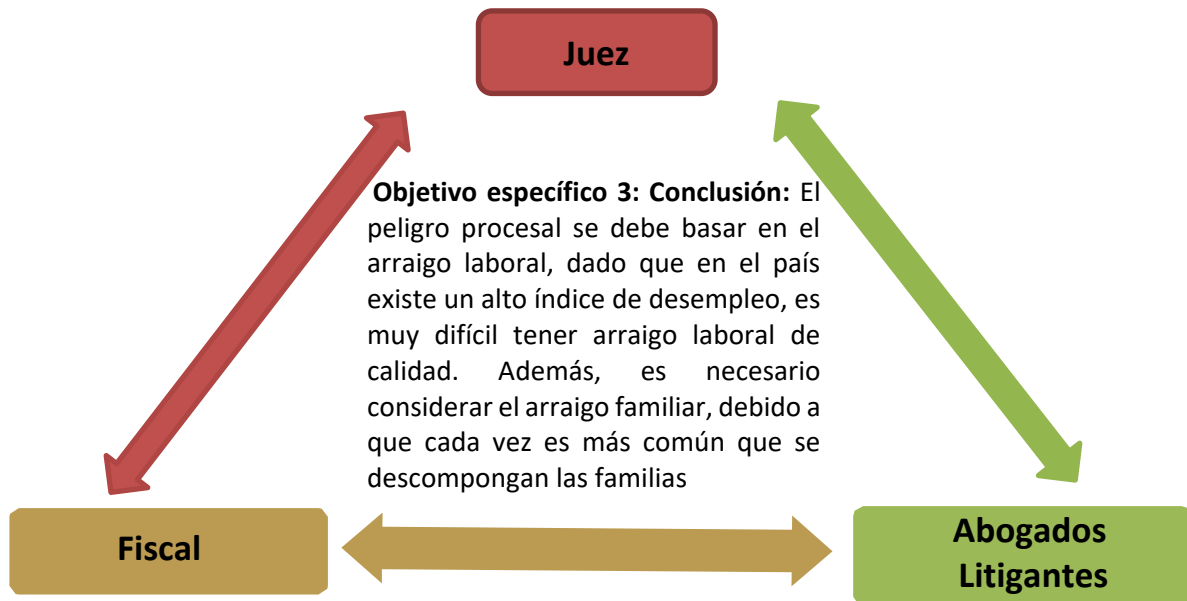 Juez
Objetivo específico 3: Conclusión: El
peligro procesal se debe basar en el
arraigo laboral, dado que en el país
existe un alto índice de desempleo, es
muy difícil tener arraigo laboral de
calidad. Además, es necesario
considerar el arraigo familiar, debido a
que cada vez es más común que se
descompongan las familias
Fiscal
Abogados
Litigantes